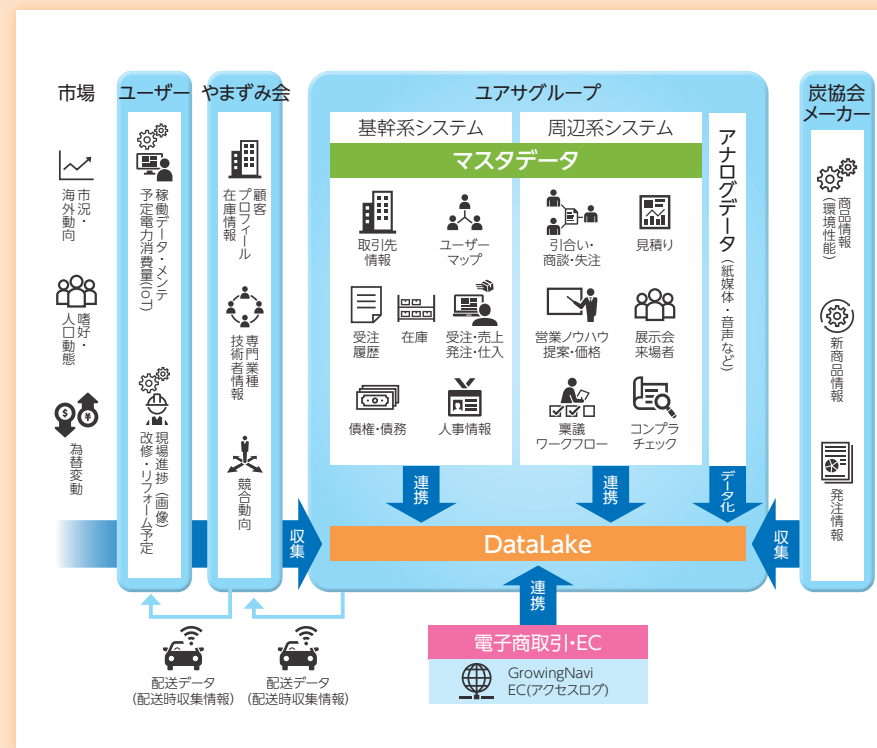 市場
市況・
海外動向
嗜好・
人口動態
為替変動
ユーザー
稼働データ・メンテ
予定電力消費量(IoT)
現場進捗(画像)
改修・リフォーム予定
やまずみ会
顧客
プロフィール
在庫情報
専門業種
技術者情報
競合動向
ユアサグループ
基幹系システム
周辺系システム
マスタデータ
取引先
情報
ユーザー
マップ
引合い・
商談・失注
見積り
受注
履歴
在庫
受注・売上
発注・仕入
営業ノウハウ
提案・価格
展示会
来場者
債権・債務
人事情報
稟議
ワークフロー
コンプラ
チェック
アナログデータ(紙媒体・音声など)
連携
連携
データ化
収集
DataLake
収集
連携
電子商取引・EC
GrowingNavi
EC(アクセスログ)
炭協会
メーカー
商品情報
(環境性能)
新商品情報
発注情報
配送データ
(配送時収集情報)
配送データ
(配送時収集情報)